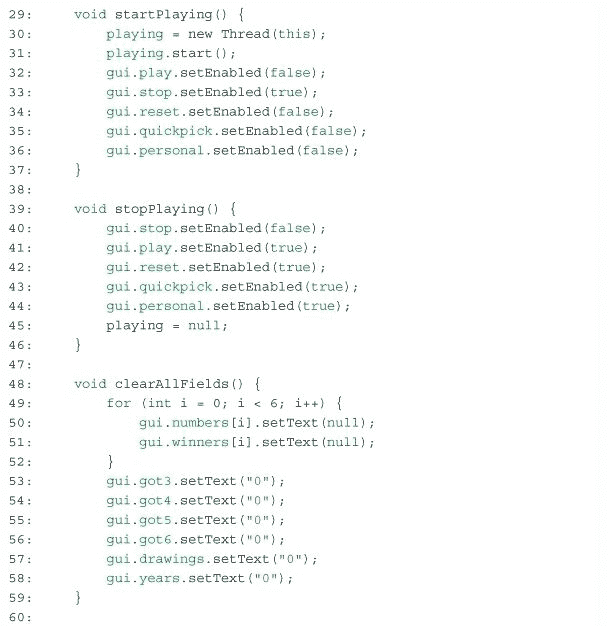 29:     void startPlaying() {
30:         playing = new Thread(this);
31:         playing.start();
32:         gui.play.setEnabled(false);
33:         gui.stop.setEnabled(true);
34:         gui.reset.setEnabled(false);
35:         gui.quickpick.setEnabled(false);
36:         gui.personal.setEnabled(false);
37:     }
38:
39:     void stopPlaying() {
40:         gui.stop.setEnabled(false);
41:         gui.play.setEnabled(true);
42:         gui.reset.setEnabled(true);
43:         gui.quickpick.setEnabled(true);
44:         gui.personal.setEnabled(true);
45:         playing = null;
46:     }
47:
48:     void clearAllFields() {
49:         for (int i = 0; i < 6; i++) {
50:             gui.numbers[i].setText(null);
51:             gui.winners[i].setText(null);
52:         }
53:         gui.got3.setText("0");
54:         gui.got4.setText("0");
55:         gui.got5.setText("0");
56:         gui.got6.setText("0");
57:         gui.drawings.setText("0");
58:         gui.years.setText("0");
59:     }
60: